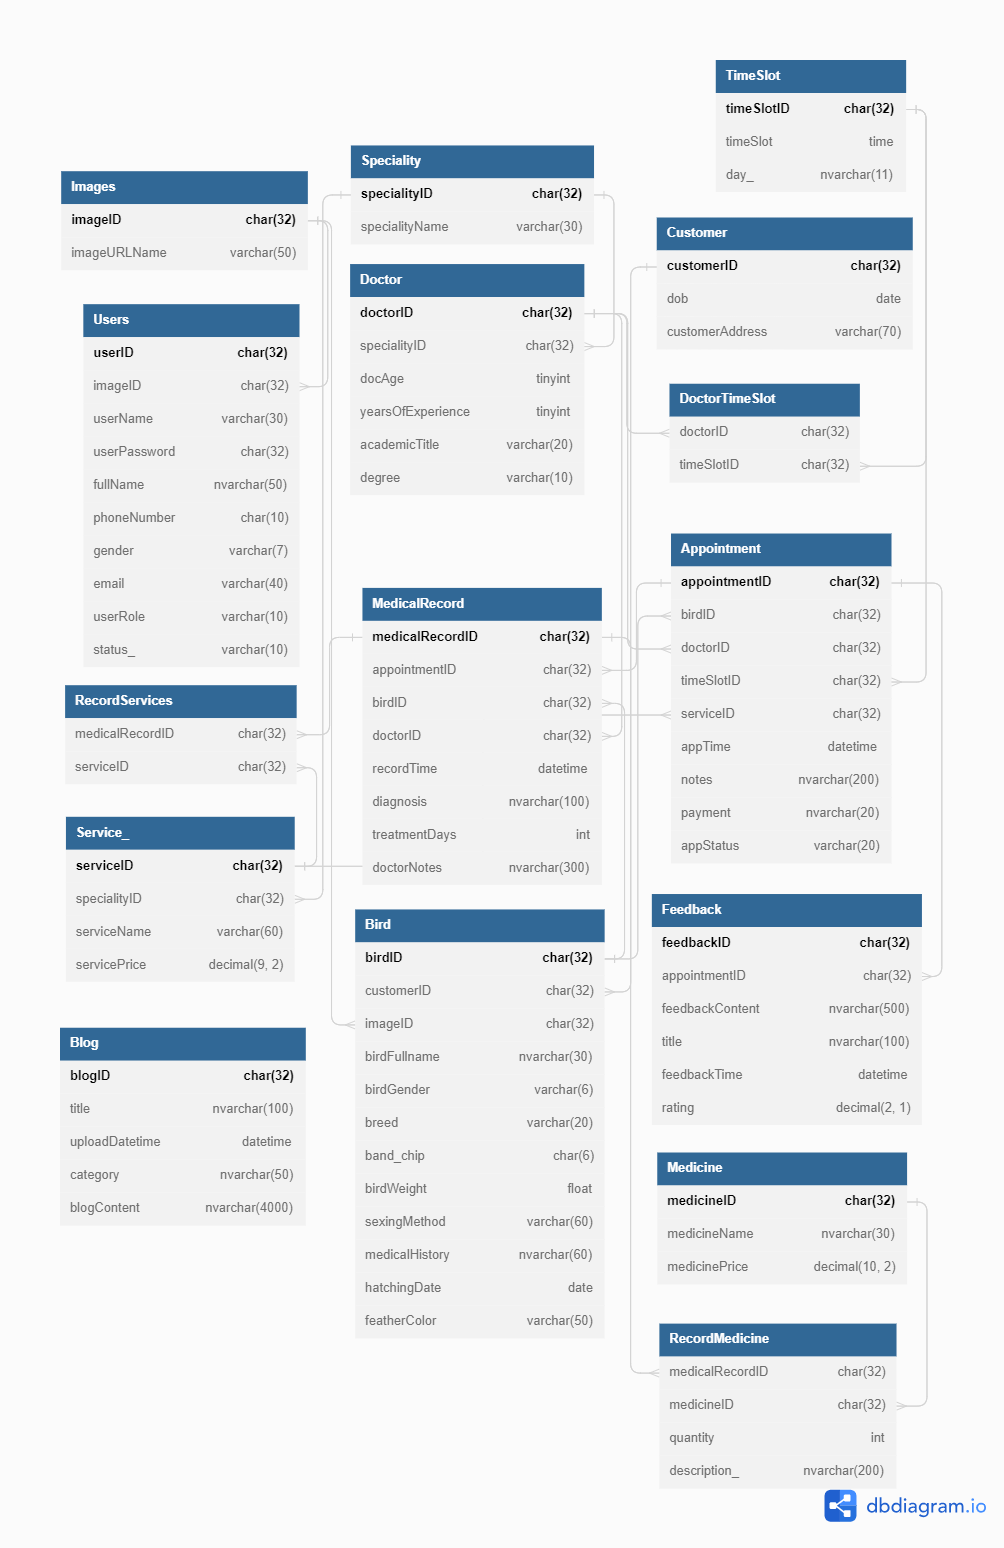 TimeSlot
timeSlotID char(32)
timeSlot time
day_ nvarchar(11)
Speciality
specialityID char(32)
specialityName varchar(30)
Images
imageID char(32)
imageURLName varchar(50)
Customer
customerID char(32)
dob date
customerAddress varchar(70)
Doctor
doctorID char(32)
specialityID char(32)
docAge tinyint
yearsOfExperience tinyint
academicTitle varchar(20)
degree varchar(10)
Users
userID char(32)
imageID char(32)
userName varchar(30)
userPassword char(32)
fullName nvarchar(50)
phoneNumber char(10)
gender varchar(7)
email varchar(40)
userRole varchar(10)
status_ varchar(10)
DoctorTimeSlot
doctorID char(32)
timeSlotID char(32)
Appointment
appointmentID char(32)
birdID char(32)
doctorID char(32)
timeSlotID char(32)
serviceID char(32)
appTime datetime
notes nvarchar(200)
payment nvarchar(20)
appStatus varchar(20)
MedicalRecord
medicalRecordID char(32)
appointmentID char(32)
birdID char(32)
doctorID char(32)
recordTime datetime
diagnosis nvarchar(100)
treatmentDays int
doctorNotes nvarchar(300)
RecordServices
medicalRecordID char(32)
serviceID char(32)
Service_
serviceID char(32)
specialityID char(32)
serviceName varchar(60)
servicePrice decimal(9, 2)
Feedback
feedbackID char(32)
appointmentID char(32)
feedbackContent nvarchar(500)
title nvarchar(100)
feedbackTime datetime
rating decimal(2, 1)
Bird
birdID char(32)
customerID char(32)
imageID char(32)
birdFullname nvarchar(30)
birdGender varchar(6)
breed varchar(20)
band_chip char(6)
birdWeight float
sexingMethod varchar(60)
medicalHistory nvarchar(60)
hatchingDate date
featherColor varchar(50)
Blog
blogID char(32)
title nvarchar(100)
uploadDatetime datetime
category nvarchar(50)
blogContent nvarchar(4000)
Medicine
medicineID char(32)
medicineName nvarchar(30)
medicinePrice decimal(10, 2)
RecordMedicine
medicalRecordID char(32)
medicineID char(32)
quantity int
description_ nvarchar(200)
dbdiagram.io